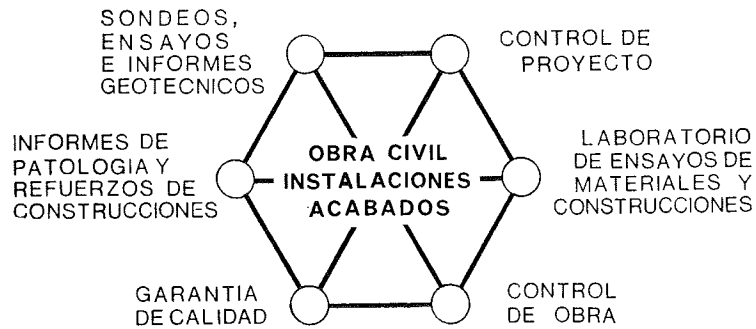 SONDEOS,
ENSAYOS
E INFORMES
GEOTECNICOS
CONTROL DE
PROYECTO
INFORMES DE
PATOLOGIA Y
REFUERZOS DE
CONSTRUCCIONES
OBRA CIVIL
INSTALACIONES
ACABADOS
LABORATORIO
DE ENSAYOS DE
MATERIALES Y
CONSTRUCCIONES
GARANTIA
DE CALIDAD
CONTROL
DE OBRA